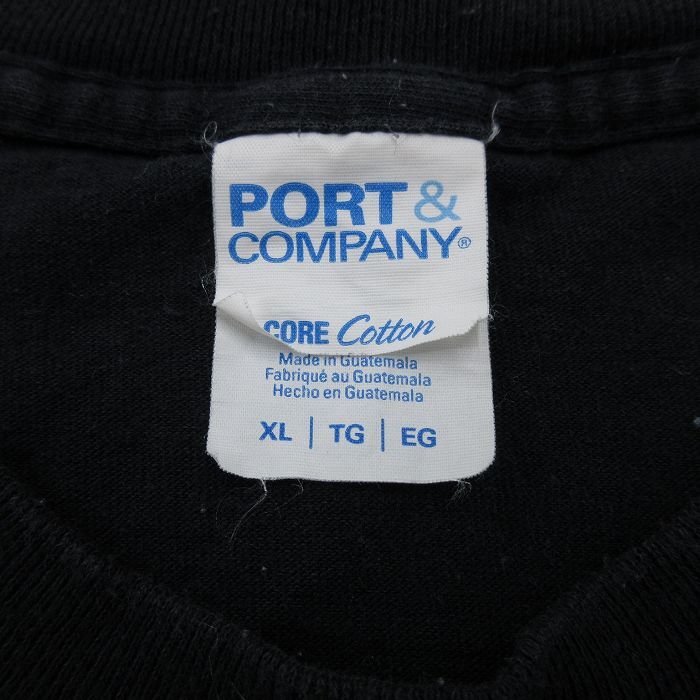 PORT &
COMPANY®
CORE Cotton
Made in Guatemala
Fabriqué au Guatemala
Hecho en Guatemala
XL | TG | EG